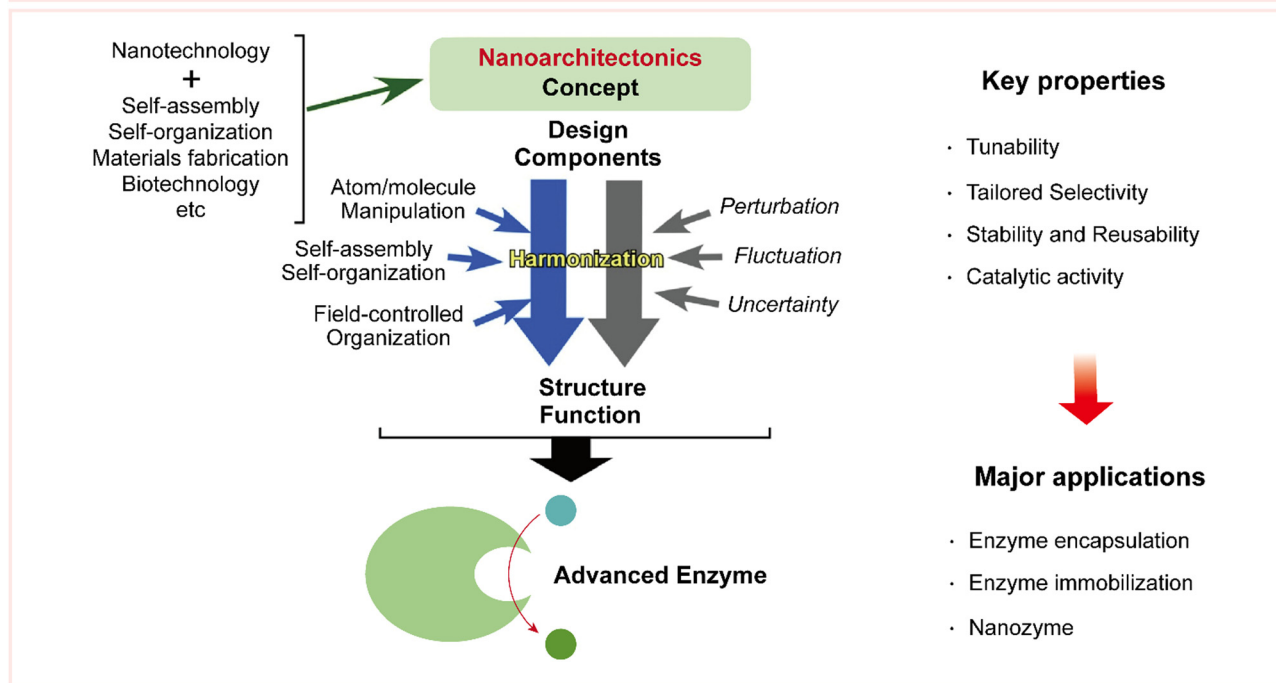 Nanotechnology
+
Self-assembly
Self-organization
Materials fabrication
Biotechnology
etc
Nanoarchitectonics
Concept
Design
Components
Atom/molecule
Manipulation
Self-assembly
Self-organization
Field-controlled
Organization
Harmonization
Perturbation
Fluctuation
Uncertainty
Structure
Function
Advanced Enzyme
Key properties
· Tunability
· Tailored Selectivity
· Stability and Reusability
· Catalytic activity
Major applications
· Enzyme encapsulation
· Enzyme immobilization
· Nanozyme